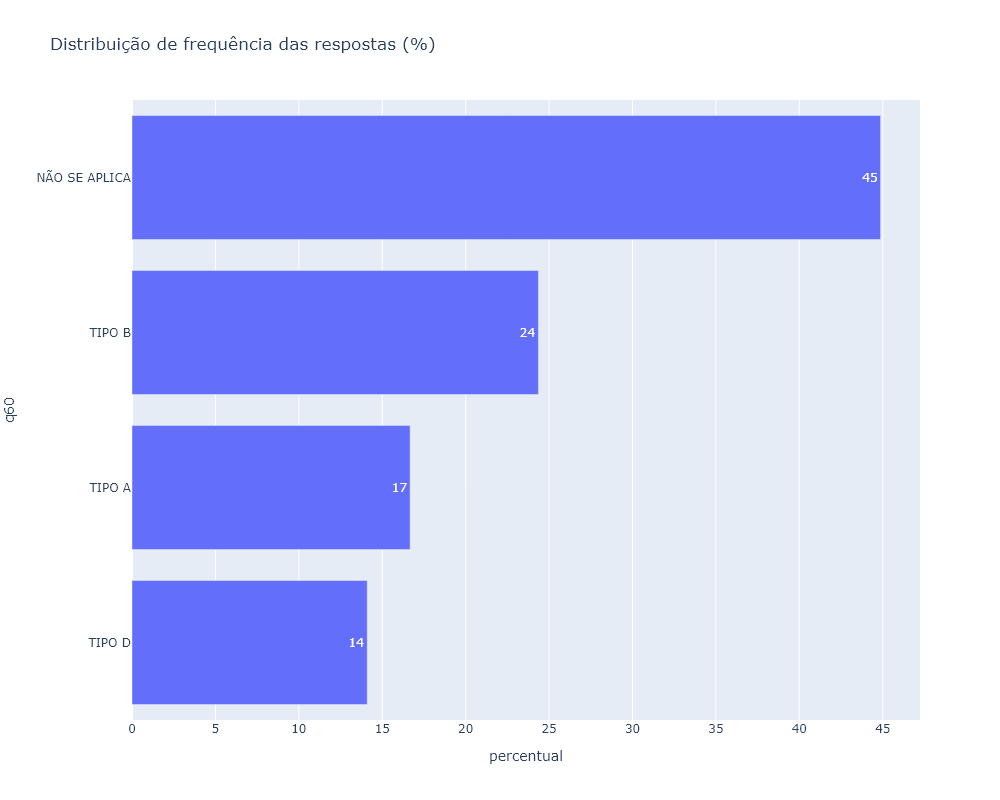 Distribuição de frequência das respostas (%)
NÃO SE APLICA
45
TIPO B
24
TIPO A
17
TIPO D
14
q60
0 5 10 15 20 25 30 35 40 45
percentual